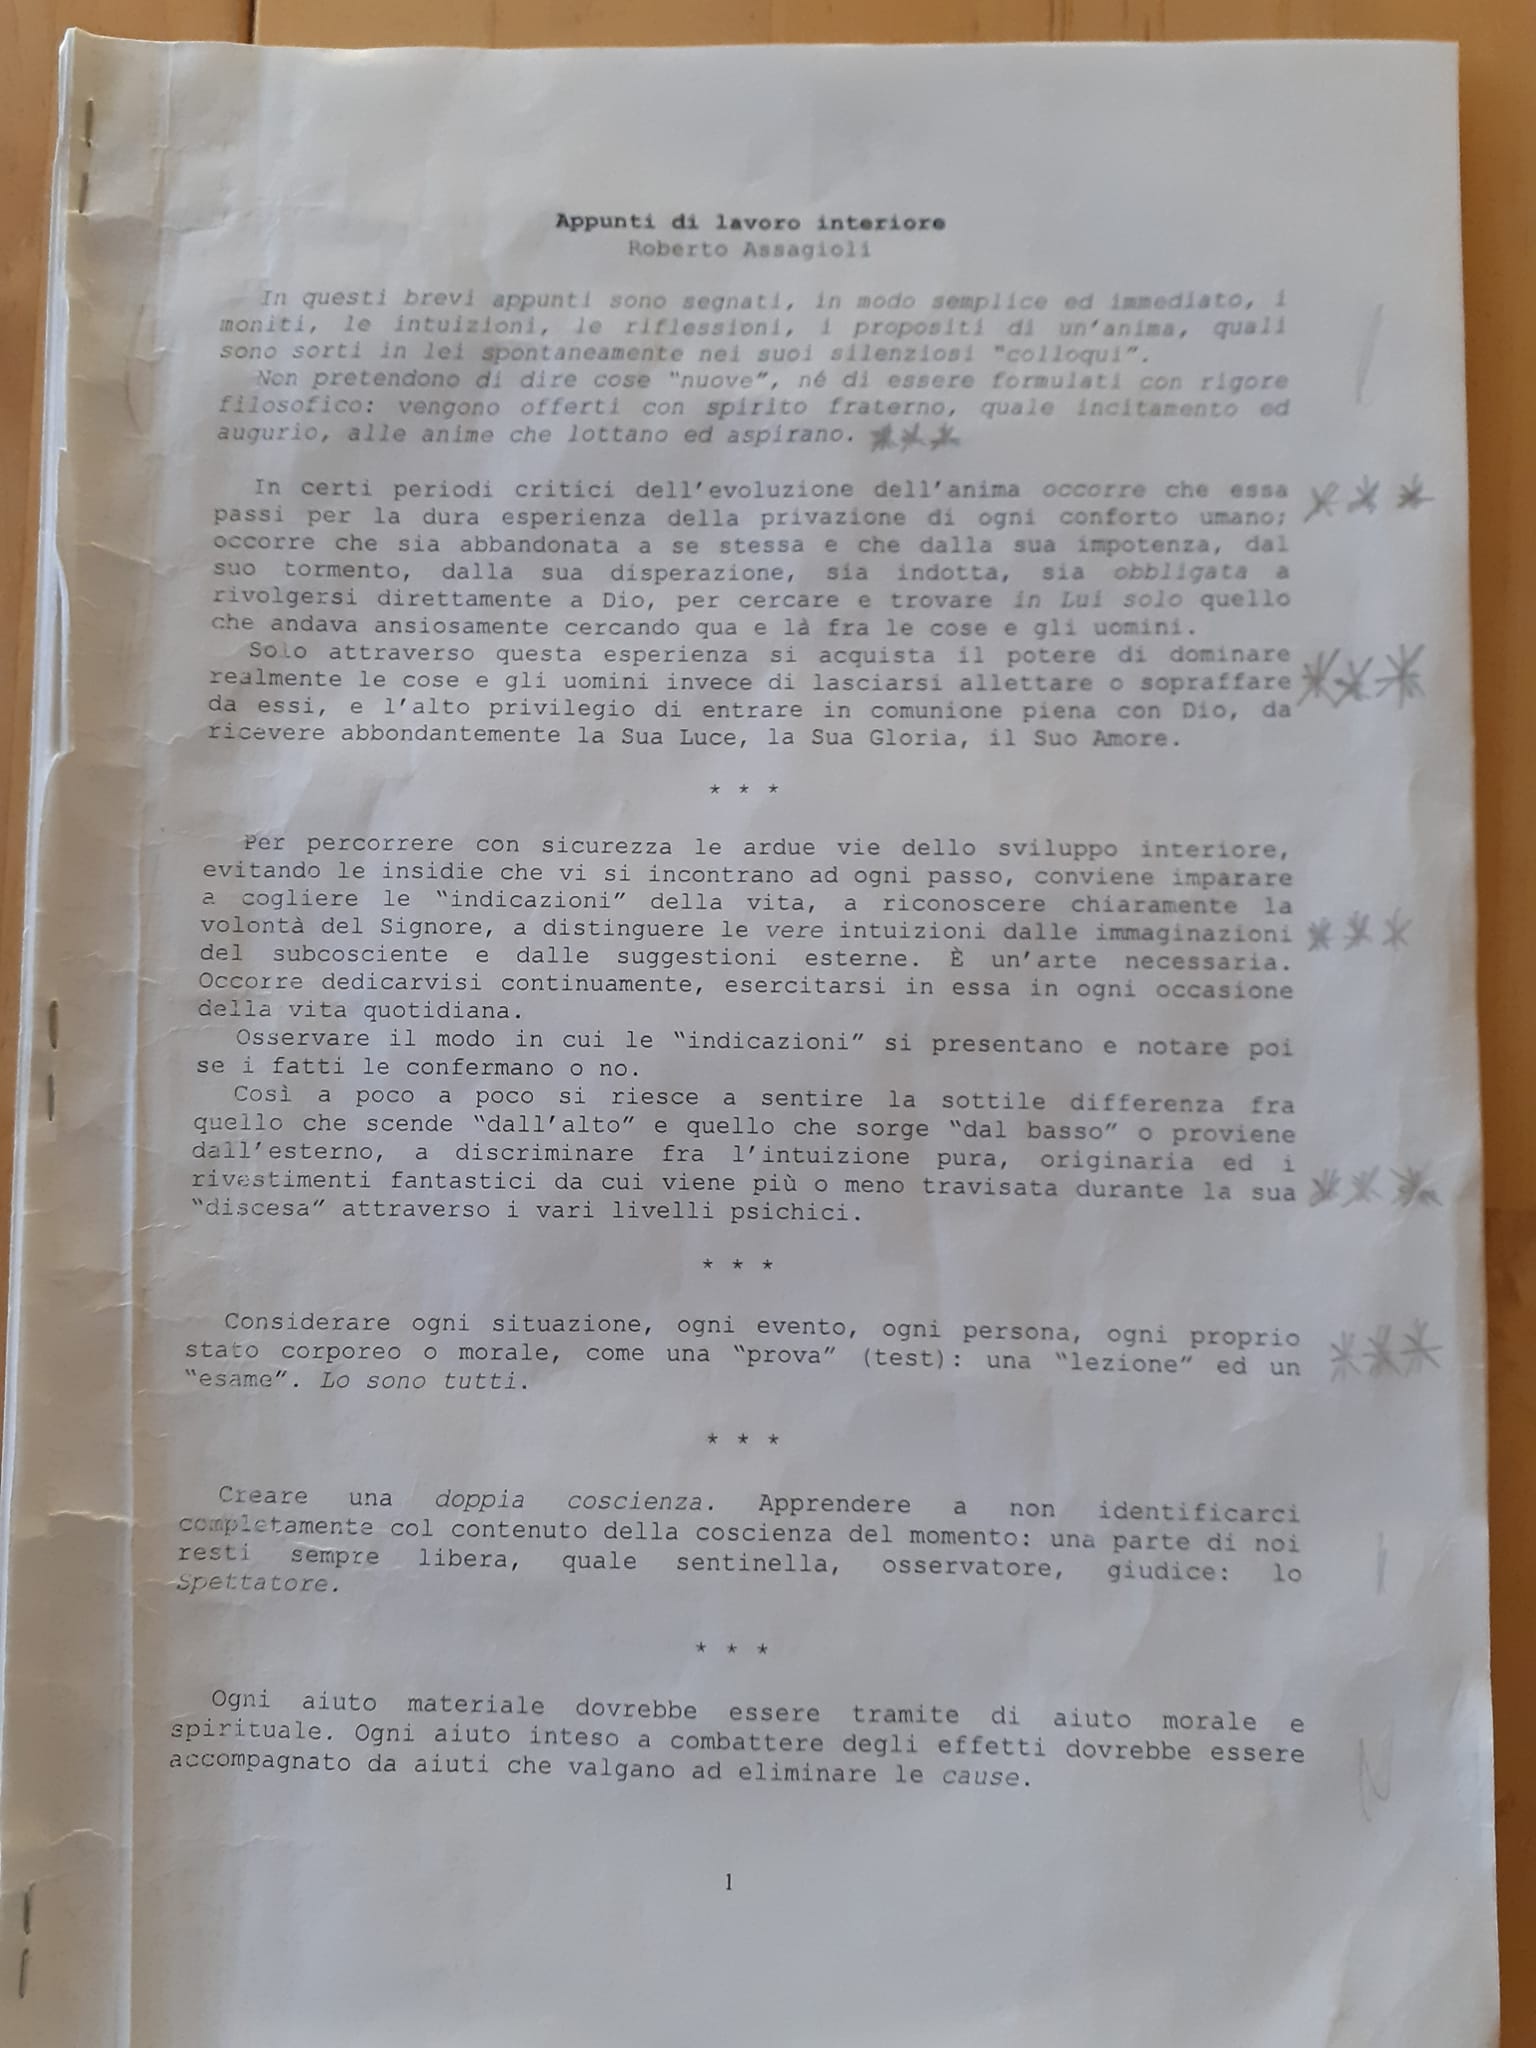 Appunti di lavoro interiore
Roberto Assagioli
In questi brevi appunti sono segnati, in modo semplice ed immediato, i
moniti, le intuizioni, le riflessioni, i propositi di un'anima, quali
sono sorti in lei spontaneamente nei suoi silenziosi "colloqui".
Non pretendono di dire cose "nuove", né di essere formulati con rigore
filosofico: vengono offerti con spirito fraterno, quale incitamento ed
augurio, alle anime che lottano ed aspirano. ***
In certi periodi critici dell'evoluzione dell'anima occorre che essa ***
passi per la dura esperienza della privazione di ogni conforto umano;
occorre che sia abbandonata a se stessa e che dalla sua impotenza, dal
suo tormento, dalla sua disperazione, sia indotta, sia obbligata a
rivolgersi direttamente a Dio, per cercare e trovare in Lui solo quello
che andava ansiosamente cercando qua e là fra le cose e gli uomini.
Solo attraverso questa esperienza si acquista il potere di dominare
realmente le cose e gli uomini invece di lasciarsi allettare o sopraffare ***
da essi, e l'alto privilegio di entrare in comunione piena con Dio, da
ricevere abbondantemente la Sua Luce, la Sua Gloria, il Suo Amore.
* * *
Per percorrere con sicurezza le ardue vie dello sviluppo interiore,
evitando le insidie che vi si incontrano ad ogni passo, conviene imparare
a cogliere le "indicazioni" della vita, a riconoscere chiaramente la
volontà del Signore, a distinguere le vere intuizioni dalle immaginazioni ***
del subcosciente e dalle suggestioni esterne. È un'arte necessaria.
Occorre dedicarvisi continuamente, esercitarsi in essa in ogni occasione
della vita quotidiana.
Osservare il modo in cui le "indicazioni" si presentano e notare poi
se i fatti le confermano o no.
Così a poco a poco si riesce a sentire la sottile differenza fra
quello che scende "dall'alto" e quello che sorge "dal basso" o proviene
dall'esterno, a discriminare fra l'intuizione pura, originaria ed i
rivestimenti fantastici da cui viene più o meno travisata durante la sua ***
"discesa" attraverso i vari livelli psichici.
* * *
Considerare ogni situazione, ogni evento, ogni persona, ogni proprio
stato corporeo o morale, come una "prova" (test): una "lezione" ed un ***
"esame". Lo sono tutti.
* * *
Creare una doppia coscienza. Apprendere a non identificarci
completamente col contenuto della coscienza del momento: una parte di noi
resti sempre libera, quale sentinella, osservatore, giudice: lo
Spettatore.
* * *
Ogni aiuto materiale dovrebbe essere tramite di aiuto morale e
spirituale. Ogni aiuto inteso a combattere degli effetti dovrebbe essere
accompagnato da aiuti che valgano ad eliminare le cause.
1